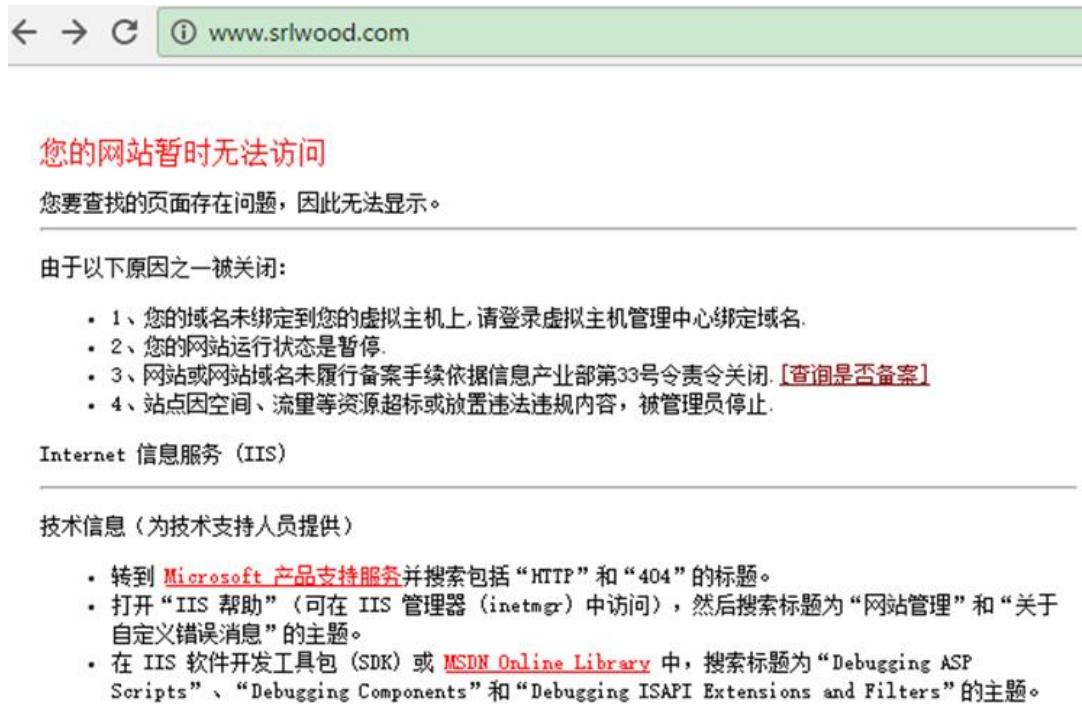 www.srlwood.com
您的网站暂时无法访问
您要查找的页面存在问题，因此无法显示。
由于以下原因之一被关闭：
• 1、您的域名未绑定到您的虚拟主机上,请登录虚拟主机管理中心绑定域名.
• 2、您的网站运行状态是暂停.
• 3、网站或网站域名未履行备案手续依据信息产业部第33号令责令关闭. [查询是否备案]
• 4、站点因空间、流量等资源超标或放置违法违规内容，被管理员停止.
Internet 信息服务 (IIS)
技术信息（为技术支持人员提供）
• 转到 Microsoft 产品支持服务并搜索包括“HTTP”和“404”的标题。
• 打开“IIS 帮助”（可在 IIS 管理器 (inetmgr) 中访问），然后搜索标题为“网站管理”和“关于
自定义错误消息”的主题。
• 在 IIS 软件开发工具包 (SDK) 或 MSDN Online Library 中，搜索标题为“Debugging ASP
Scripts”、“Debugging Components”和“Debugging ISAPI Extensions and Filters”的主题。